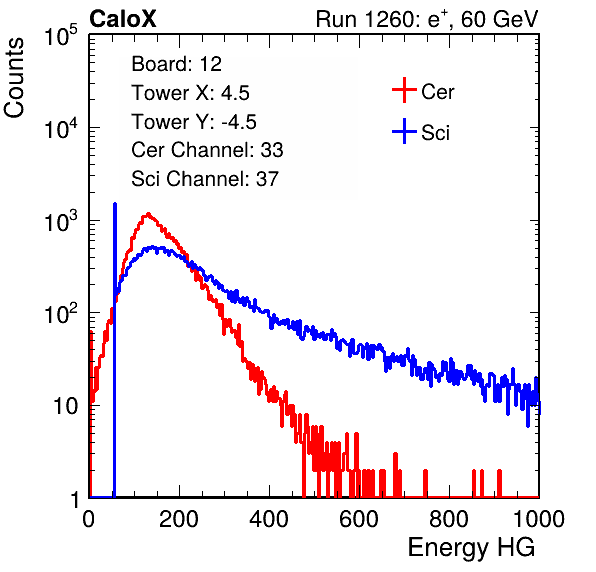 CaloX Run 1260: e⁺, 60 GeV
Counts
10⁵
10⁴
10³
10²
10
1
Board: 12
Tower X: 4.5
Tower Y: -4.5
Cer Channel: 33
Sci Channel: 37
Cer
Sci
0 200 400 600 800 1000
Energy HG